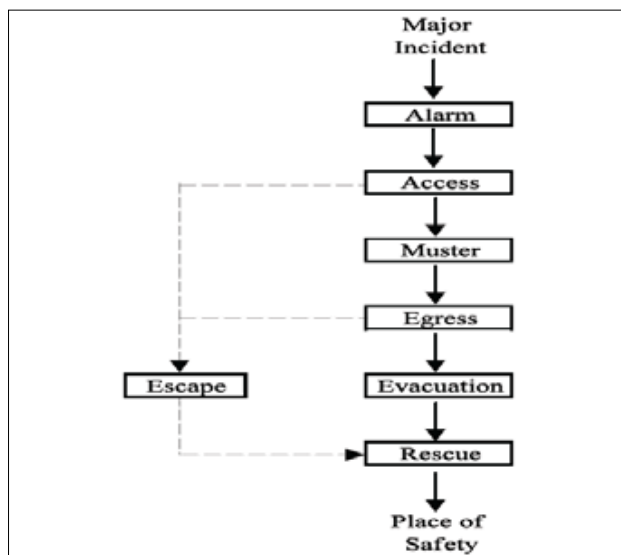 Major
Incident
Alarm
Access
Muster
Egress
Escape
Evacuation
Rescue
Place of
Safety